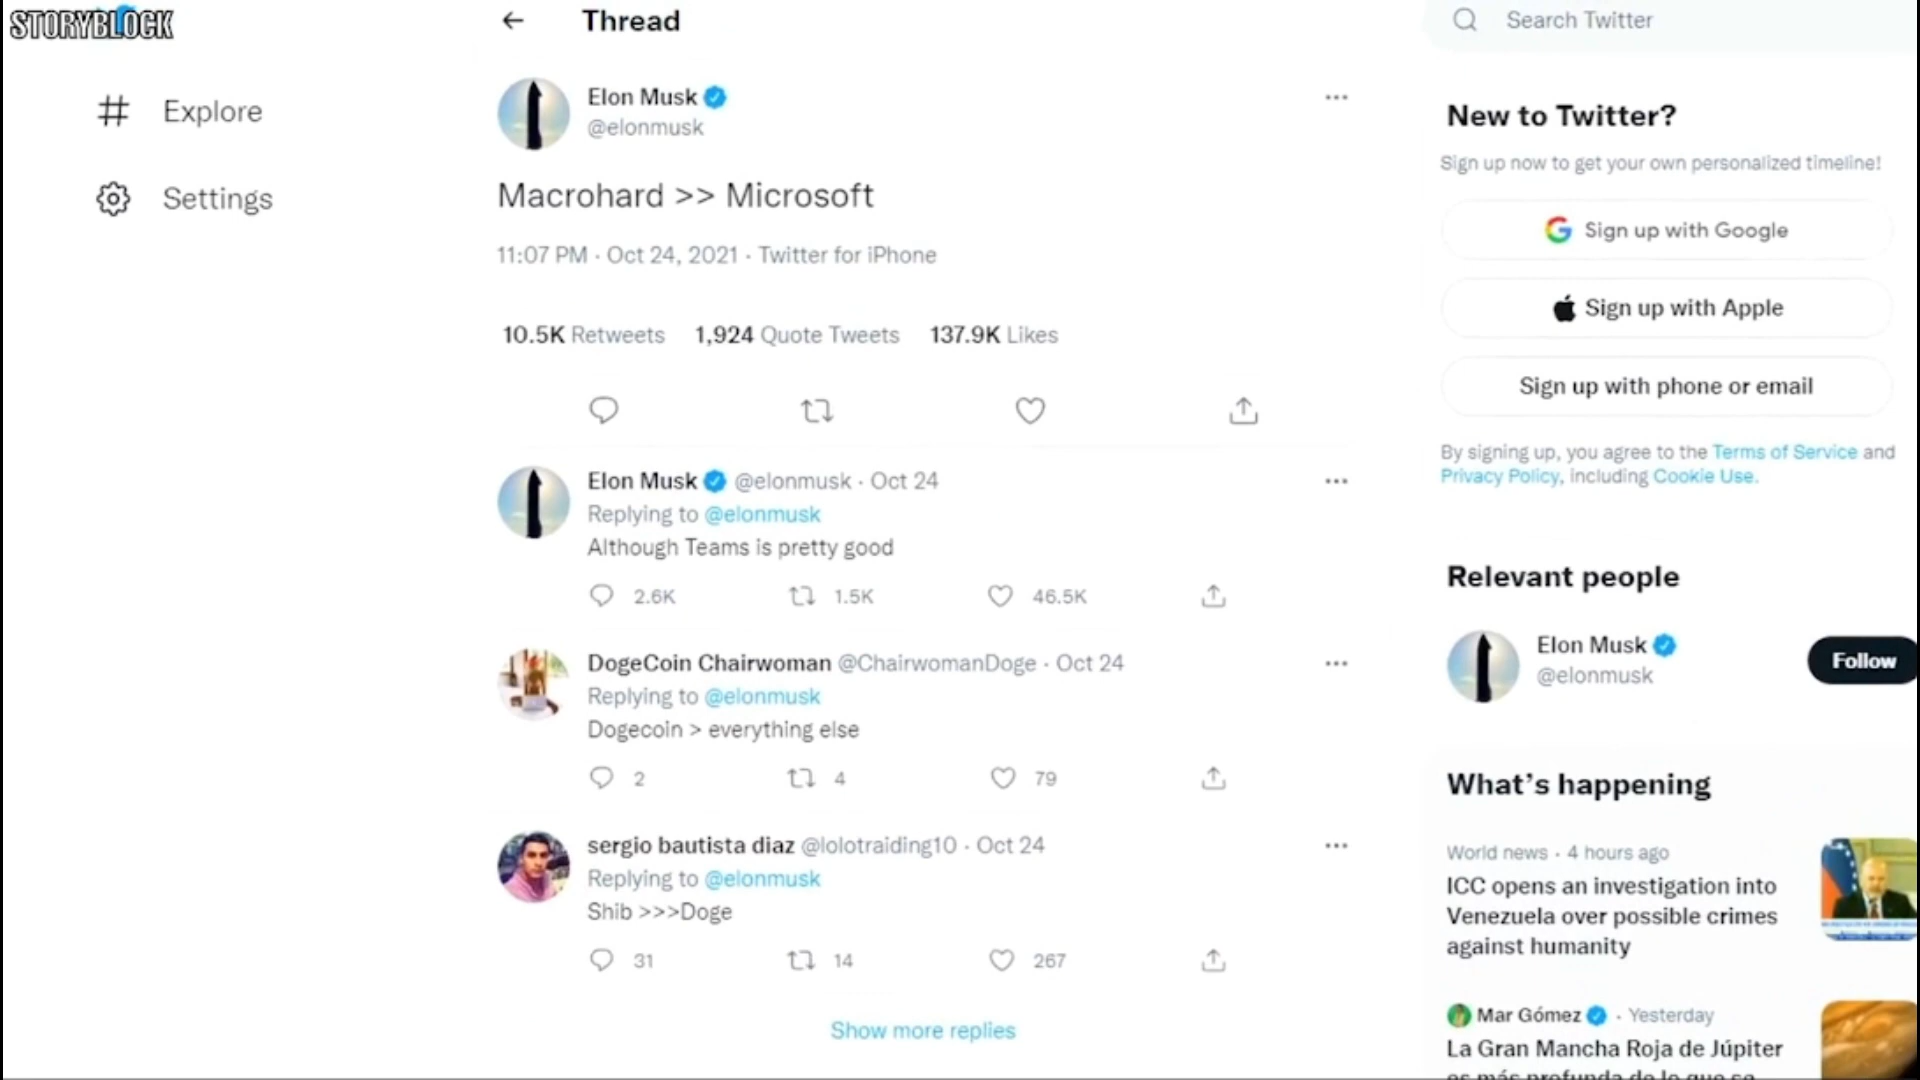 STORYBLOCK
Explore
Settings
Thread
Elon Musk
@elonmusk
Macrohard >> Microsoft
11:07 PM · Oct 24, 2021 · Twitter for iPhone
10.5K Retweets 1,924 Quote Tweets 137.9K Likes
Elon Musk @elonmusk · Oct 24
Replying to @elonmusk
Although Teams is pretty good
2.6K 1.5K 46.5K
DogeCoin Chairwoman @ChairwomanDoge · Oct 24
Replying to @elonmusk
Dogecoin > everything else
2 4 79
sergio bautista diaz @lolotraiding10 · Oct 24
Replying to @elonmusk
Shib >>>Doge
31 14 267
Show more replies
Search Twitter
New to Twitter?
Sign up now to get your own personalized timeline!
Sign up with Google
Sign up with Apple
Sign up with phone or email
By signing up, you agree to the Terms of Service and
Privacy Policy, including Cookie Use.
Relevant people
Elon Musk
@elonmusk
Follow
What's happening
World news · 4 hours ago
ICC opens an investigation into
Venezuela over possible crimes
against humanity
Mar Gómez · Yesterday
La Gran Mancha Roja de Júpiter
es más profunda de lo que se